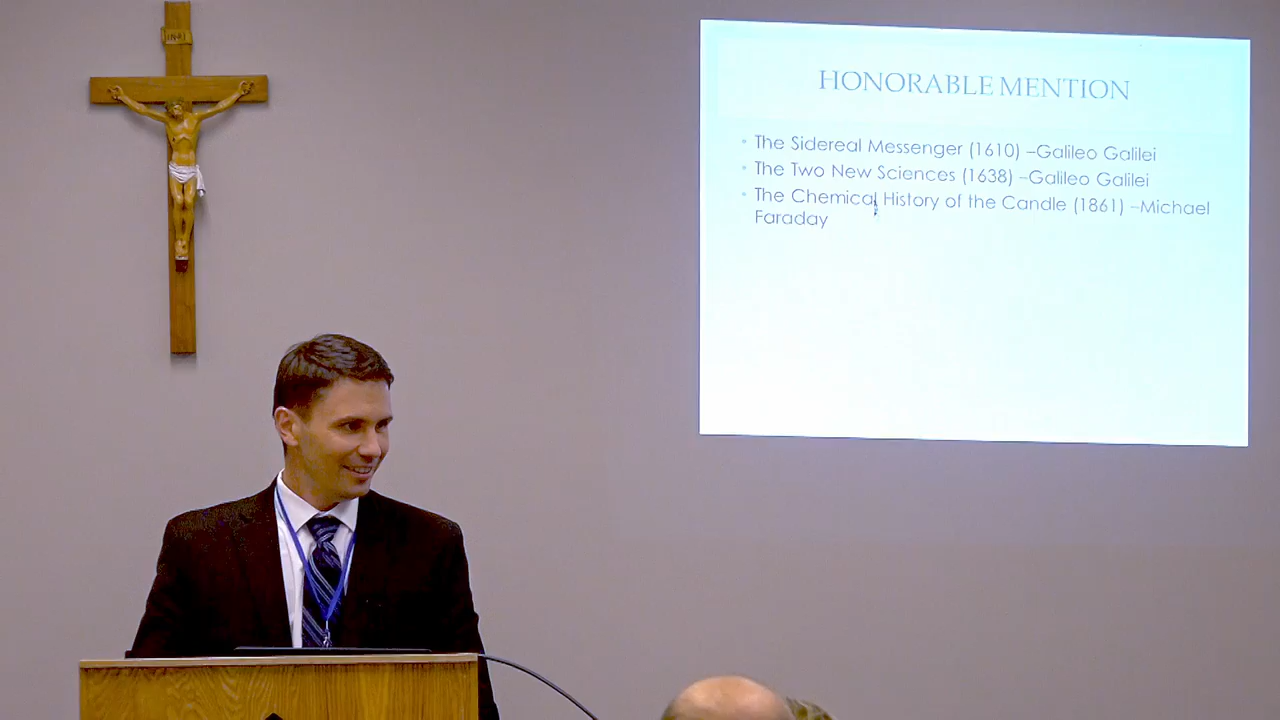 INRI
HONORABLE MENTION
• The Sidereal Messenger (1610) –Galileo Galilei
• The Two New Sciences (1638) –Galileo Galilei
• The Chemical History of the Candle (1861) –Michael
Faraday